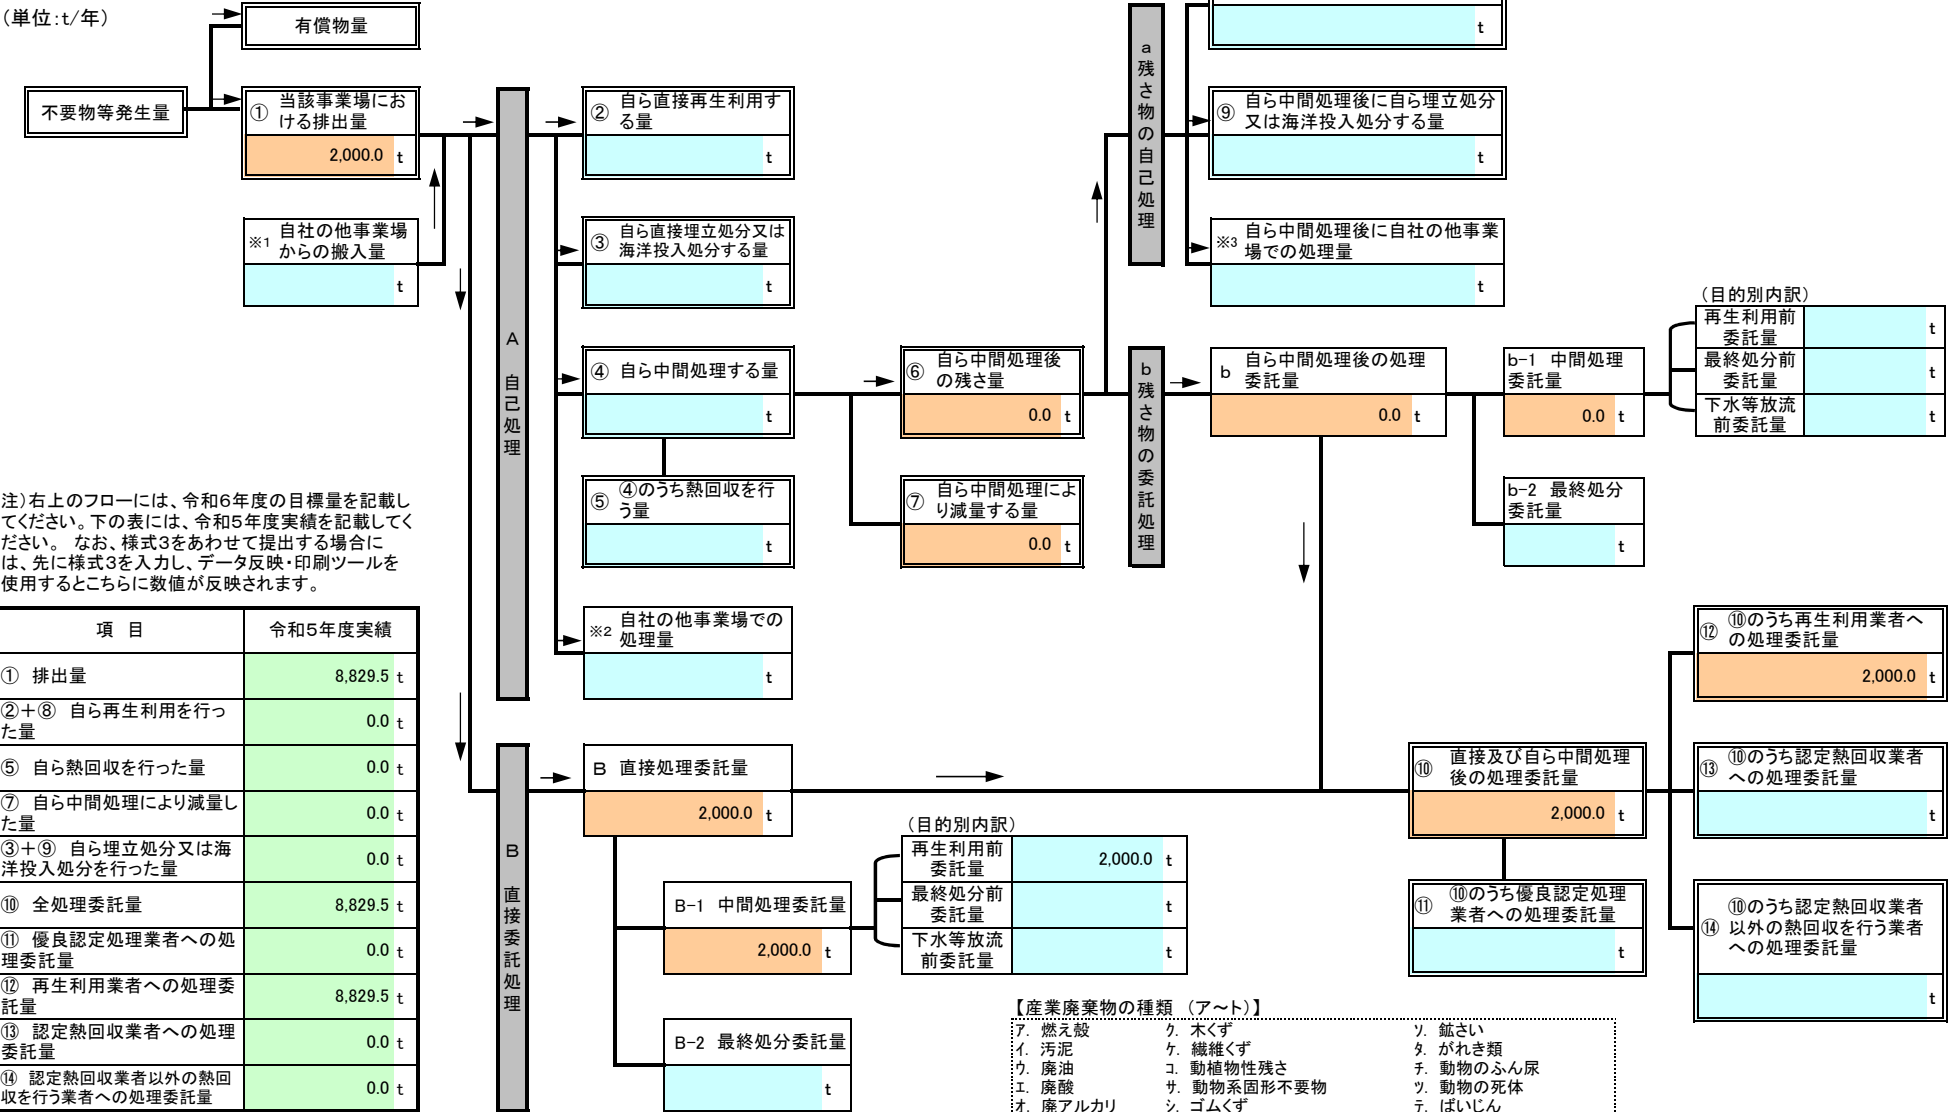 （単位：t/年）
有償物量
不要物等発生量
① 当該事業場にお
ける排出量
2,000.0 t
※1 自社の他事業場
からの搬入量
t
A 自己処理
② 自ら直接再生利用す
る量
t
③ 自ら直接埋立処分又は
海洋投入処分する量
t
④ 自ら中間処理する量
t
⑤ ④のうち熱回収を行
う量
t
※2 自社の他事業場での
処理量
t
⑥ 自ら中間処理後
の残さ量
0.0 t
⑦ 自ら中間処理によ
り減量する量
0.0 t
a 残さ物の自己処理
t
⑨ 自ら中間処理後に自ら埋立処分
又は海洋投入処分する量
t
※3 自ら中間処理後に自社の他事業
場での処理量
t
b 残さ物の委託処理
b 自ら中間処理後の処理
委託量
0.0 t
b-1 中間処理
委託量
0.0 t
（目的別内訳）
再生利用前
委託量
t
最終処分前
委託量
t
下水等放流
前委託量
t
b-2 最終処分
委託量
t
注）右上のフローには、令和６年度の目標量を記載し
てください。下の表には、令和５年度実績を記載してく
ださい。 なお、様式３をあわせて提出する場合に
は、先に様式３を入力し、データ反映・印刷ツールを
使用するとこちらに数値が反映されます。
項 目 令和５年度実績
① 排出量 8,829.5 t
②＋⑧ 自ら再生利用を行っ
た量 0.0 t
⑤ 自ら熱回収を行った量 0.0 t
⑦ 自ら中間処理により減量し
た量 0.0 t
③＋⑨ 自ら埋立処分又は海
洋投入処分を行った量 0.0 t
⑩ 全処理委託量 8,829.5 t
⑪ 優良認定処理業者への処
理委託量 0.0 t
⑫ 再生利用業者への処理委
託量 8,829.5 t
⑬ 認定熱回収業者への処理
委託量 0.0 t
⑭ 認定熱回収業者以外の熱回
収を行う業者への処理委託量 0.0 t
B 直接委託処理
B 直接処理委託量
2,000.0 t
B-1 中間処理委託量
2,000.0 t
B-2 最終処分委託量
t
（目的別内訳）
再生利用前
委託量
2,000.0 t
最終処分前
委託量
t
下水等放流
前委託量
t
⑩ 直接及び自ら中間処理
後の処理委託量
2,000.0 t
⑪ ⑩のうち優良認定処理
業者への処理委託量
t
⑫ ⑩のうち再生利用業者へ
の処理委託量
2,000.0 t
⑬ ⑩のうち認定熱回収業者
への処理委託量
t
⑭ ⑩のうち認定熱回収業者
以外の熱回収を行う業者
への処理委託量
t
【産業廃棄物の種類 （ア～ト）】
ア. 燃え殻 ク. 木くず ソ. 鉱さい
イ. 汚泥 ケ. 繊維くず タ. がれき類
ウ. 廃油 コ. 動植物性残さ チ. 動物のふん尿
エ. 廃酸 サ. 動物系固形不要物 ツ. 動物の死体
オ. 廃アルカリ シ. ゴムくず テ. ばいじん